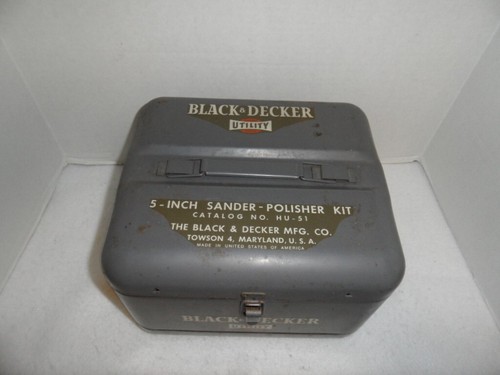 BLACK & DECKER
UTILITY
5-INCH SANDER-POLISHER KIT
CATALOG NO. HU-51
THE BLACK & DECKER MFG. CO.
TOWSON 4, MARYLAND, U.S.A.
MADE IN UNITED STATES OF AMERICA
BLACK & DECKER